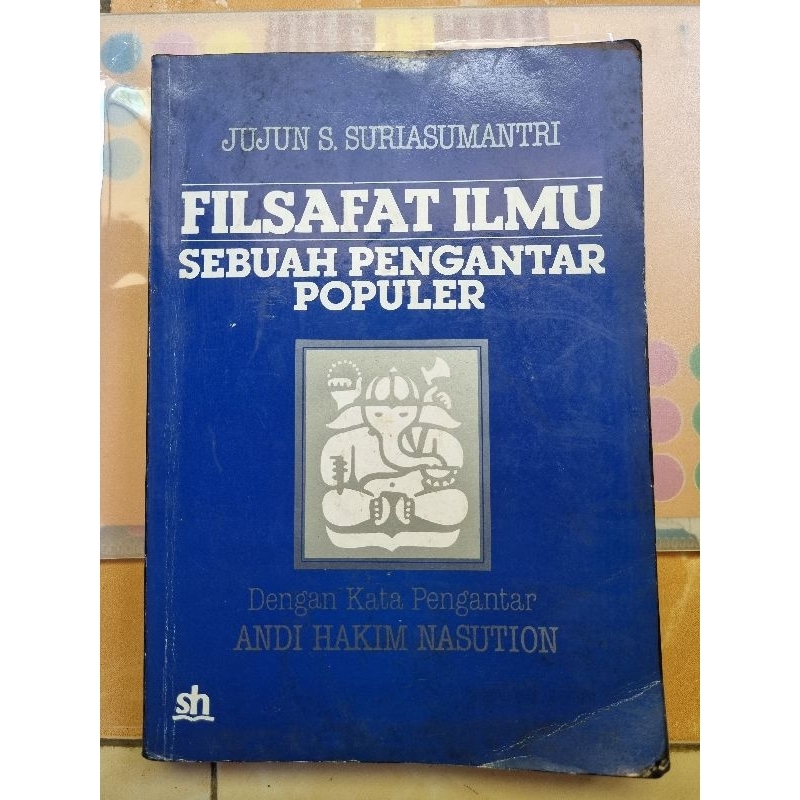 JUJUN S. SURIASUMANTRI
FILSAFAT ILMU
SEBUAH PENGANTAR
POPULER
Dengan Kata Pengantar
ANDI HAKIM NASUTION
sh